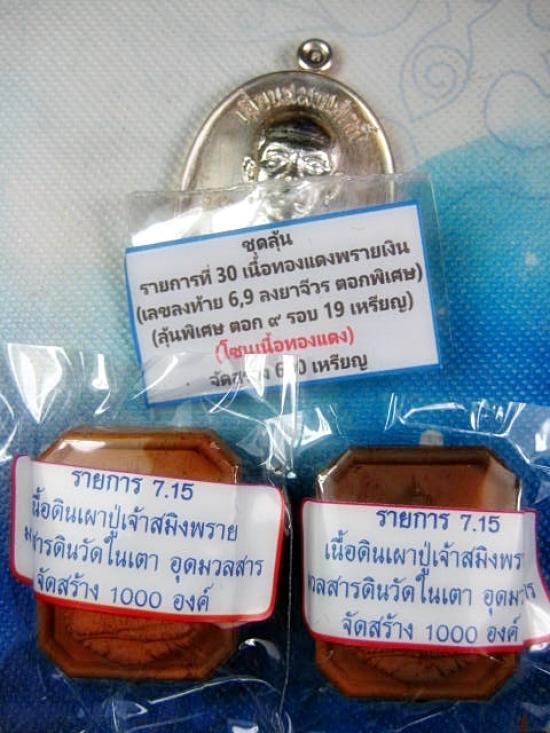 ชุดลุ้น
รายการที่ 30 เนื้อทองแดงพรายเงิน
(เลขลงท้าย 6,9 ลงยาจีวร ตอกพิเศษ)
(ลุ้นพิเศษ ตอก ๙ รอบ 19 เหรียญ)
(โซนเนื้อทองแดง)
จัดสร้าง เหรียญ
รายการ 7.15
นื้อดินเผาปู่เจ้าสมิงพราย
มสารดินวัดในเตา อุดมวลสาร
จัดสร้าง 1000 องค์
รายการ 7.15
เนื้อดินเผาปู่เจ้าสมิงพร
มวลสารดินวัดในเตา อุดมา
จัดสร้าง 1000 องค์